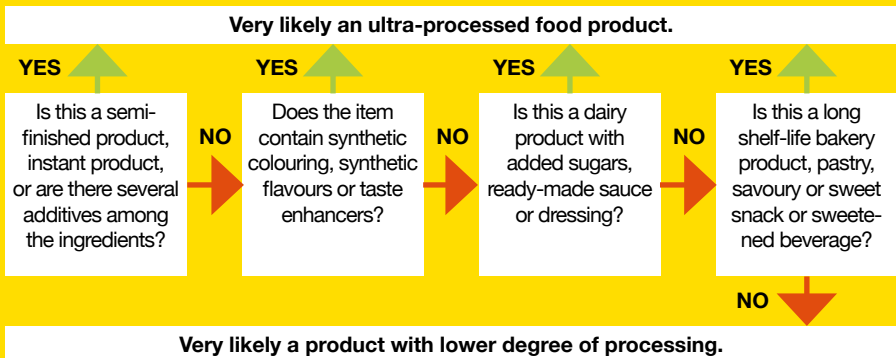 Very likely an ultra-processed food product.
YES
YES
YES
YES
Is this a semi-
finished product,
instant product,
or are there several
additives among
the ingredients?
NO
Does the item
contain synthetic
colouring, synthetic
flavours or taste
enhancers?
NO
Is this a dairy
product with
added sugars,
ready-made sauce
or dressing?
NO
Is this a long
shelf-life bakery
product, pastry,
savoury or sweet
snack or sweete-
ned beverage?
NO
Very likely a product with lower degree of processing.